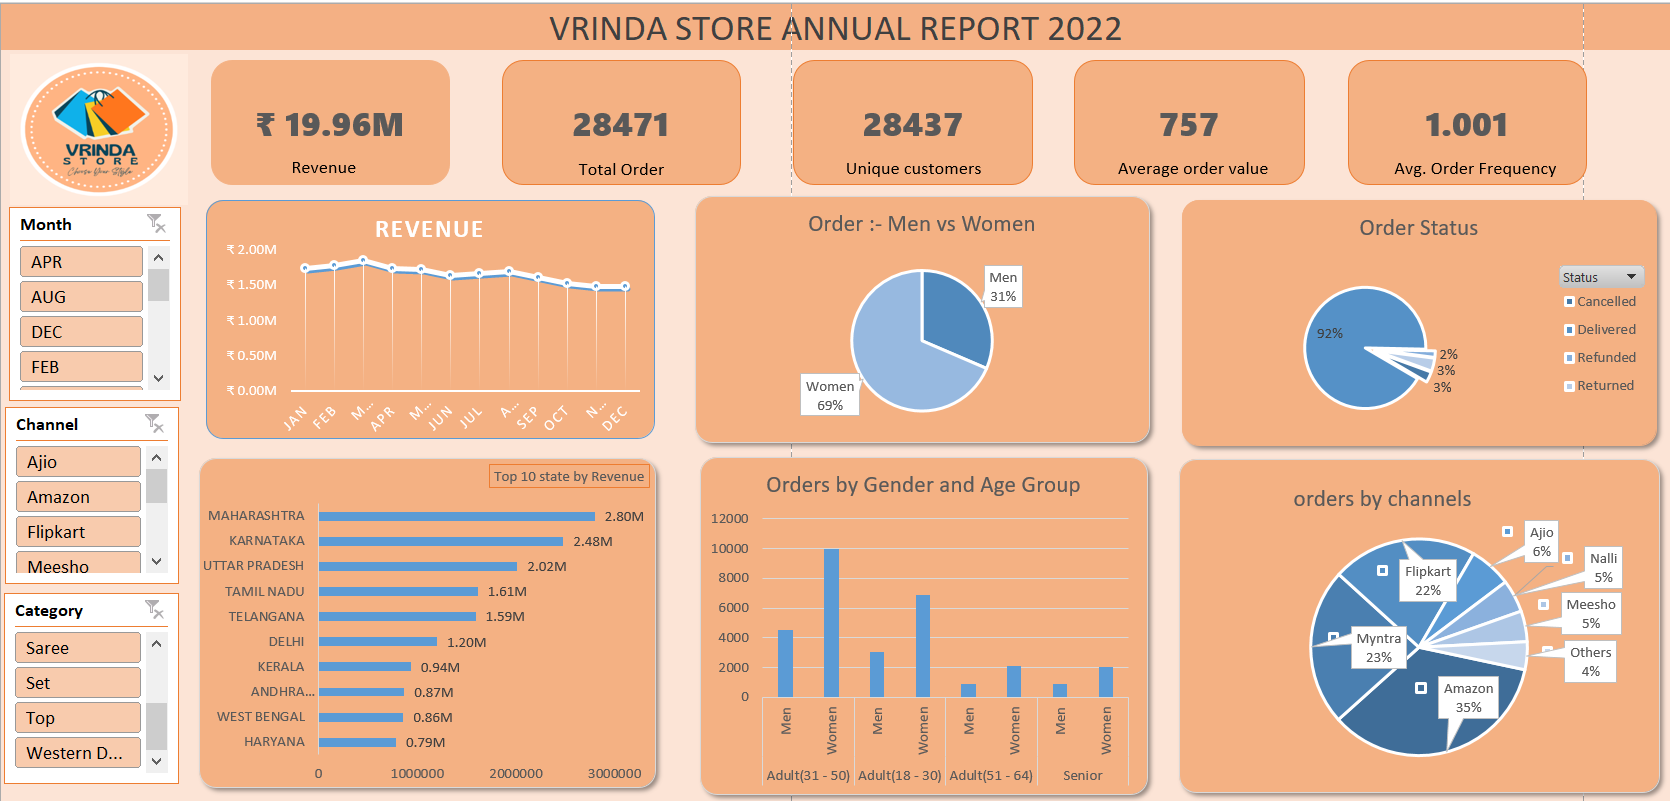 VRINDA STORE ANNUAL REPORT 2022
VRINDA
STORE
Choose Your Style
₹ 19.96M
Revenue
28471
Total Order
28437
Unique customers
757
Average order value
1.001
Avg. Order Frequency
Month
APR
AUG
DEC
FEB
Channel
Ajio
Amazon
Flipkart
Meesho
Category
Saree
Set
Top
Western D...
REVENUE
₹ 2.00M
₹ 1.50M
₹ 1.00M
₹ 0.50M
₹ 0.00M
JAN
FEB
M...
APR
M...
JUN
JUL
A...
SEP
OCT
N...
DEC
Order :- Men vs Women
Men
31%
Women
69%
Order Status
Status
Cancelled
Delivered
Refunded
Returned
92%
2%
3%
3%
Top 10 state by Revenue
MAHARASHTRA 2.80M
KARNATAKA 2.48M
UTTAR PRADESH 2.02M
TAMIL NADU 1.61M
TELANGANA 1.59M
DELHI 1.20M
KERALA 0.94M
ANDHRA... 0.87M
WEST BENGAL 0.86M
HARYANA 0.79M
0 1000000 2000000 3000000
Orders by Gender and Age Group
12000
10000
8000
6000
4000
2000
0
Men Women Men Women Men Women Men Women
Adult(31 - 50) Adult(18 - 30) Adult(51 - 64) Senior
orders by channels
Ajio
6%
Nalli
5%
Flipkart
22%
Meesho
5%
Myntra
23%
Others
4%
Amazon
35%